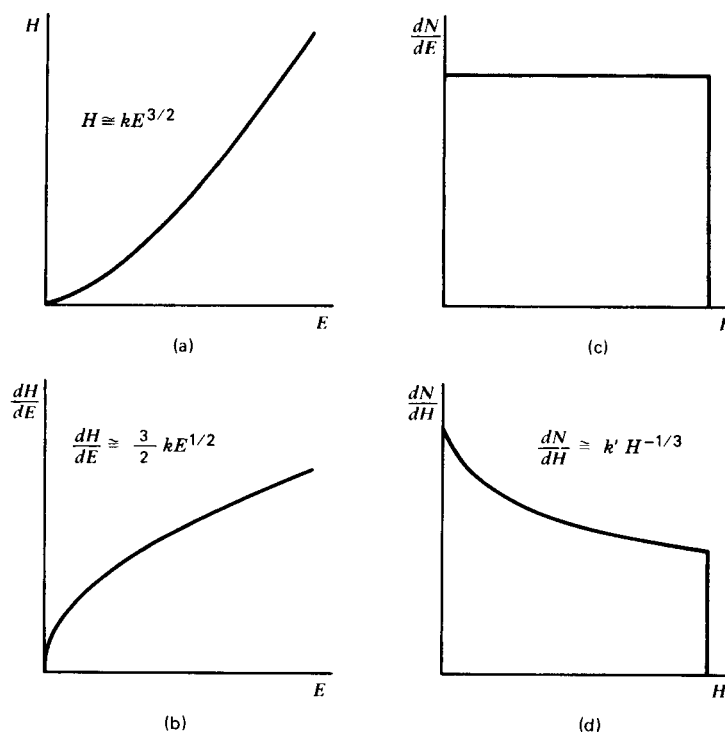 H
H ≅ kE^{3/2}
E
(a)
dN/dE
(c)
dH/dE
dH/dE ≅ 3/2 kE^{1/2}
E
(b)
dN/dH
dN/dH ≅ k′ H^{-1/3}
H
(d)